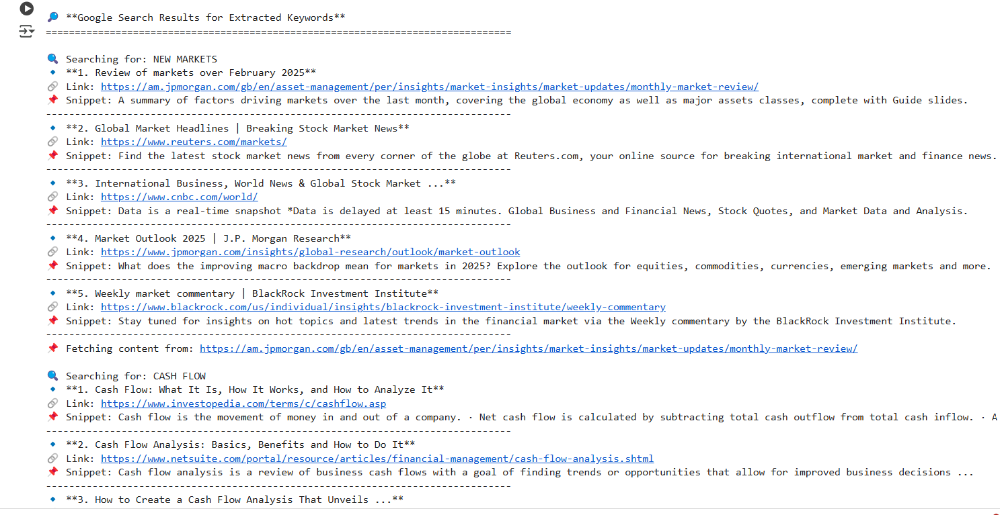 🔎 **Google Search Results for Extracted Keywords**
================================================================================
🔍 Searching for: NEW MARKETS
🔹 **1. Review of markets over February 2025**
🔗 Link: https://am.jpmorgan.com/gb/en/asset-management/per/insights/market-insights/market-updates/monthly-market-review/
📌 Snippet: A summary of factors driving markets over the last month, covering the global economy as well as major assets classes, complete with Guide slides.
--------------------------------------------------------------------------------
🔹 **2. Global Market Headlines | Breaking Stock Market News**
🔗 Link: https://www.reuters.com/markets/
📌 Snippet: Find the latest stock market news from every corner of the globe at Reuters.com, your online source for breaking international market and finance news.
--------------------------------------------------------------------------------
🔹 **3. International Business, World News & Global Stock Market ...**
🔗 Link: https://www.cnbc.com/world/
📌 Snippet: Data is a real-time snapshot *Data is delayed at least 15 minutes. Global Business and Financial News, Stock Quotes, and Market Data and Analysis.
--------------------------------------------------------------------------------
🔹 **4. Market Outlook 2025 | J.P. Morgan Research**
🔗 Link: https://www.jpmorgan.com/insights/global-research/outlook/market-outlook
📌 Snippet: What does the improving macro backdrop mean for markets in 2025? Explore the outlook for equities, commodities, currencies, emerging markets and more.
--------------------------------------------------------------------------------
🔹 **5. Weekly market commentary | BlackRock Investment Institute**
🔗 Link: https://www.blackrock.com/us/individual/insights/blackrock-investment-institute/weekly-commentary
📌 Snippet: Stay tuned for insights on hot topics and latest trends in the financial market via the Weekly commentary by the BlackRock Investment Institute.
--------------------------------------------------------------------------------
📌 Fetching content from: https://am.jpmorgan.com/gb/en/asset-management/per/insights/market-insights/market-updates/monthly-market-review/
🔍 Searching for: CASH FLOW
🔹 **1. Cash Flow: What It Is, How It Works, and How to Analyze It**
🔗 Link: https://www.investopedia.com/terms/c/cashflow.asp
📌 Snippet: Cash flow is the movement of money in and out of a company. · Net cash flow is calculated by subtracting total cash outflow from total cash inflow. · A
--------------------------------------------------------------------------------
🔹 **2. Cash Flow Analysis: Basics, Benefits and How to Do It**
🔗 Link: https://www.netsuite.com/portal/resource/articles/financial-management/cash-flow-analysis.shtml
📌 Snippet: Cash flow analysis is a review of business cash flows with a goal of finding trends or opportunities that allow for improved business decisions ...
--------------------------------------------------------------------------------
🔹 **3. How to Create a Cash Flow Analysis That Unveils ...**